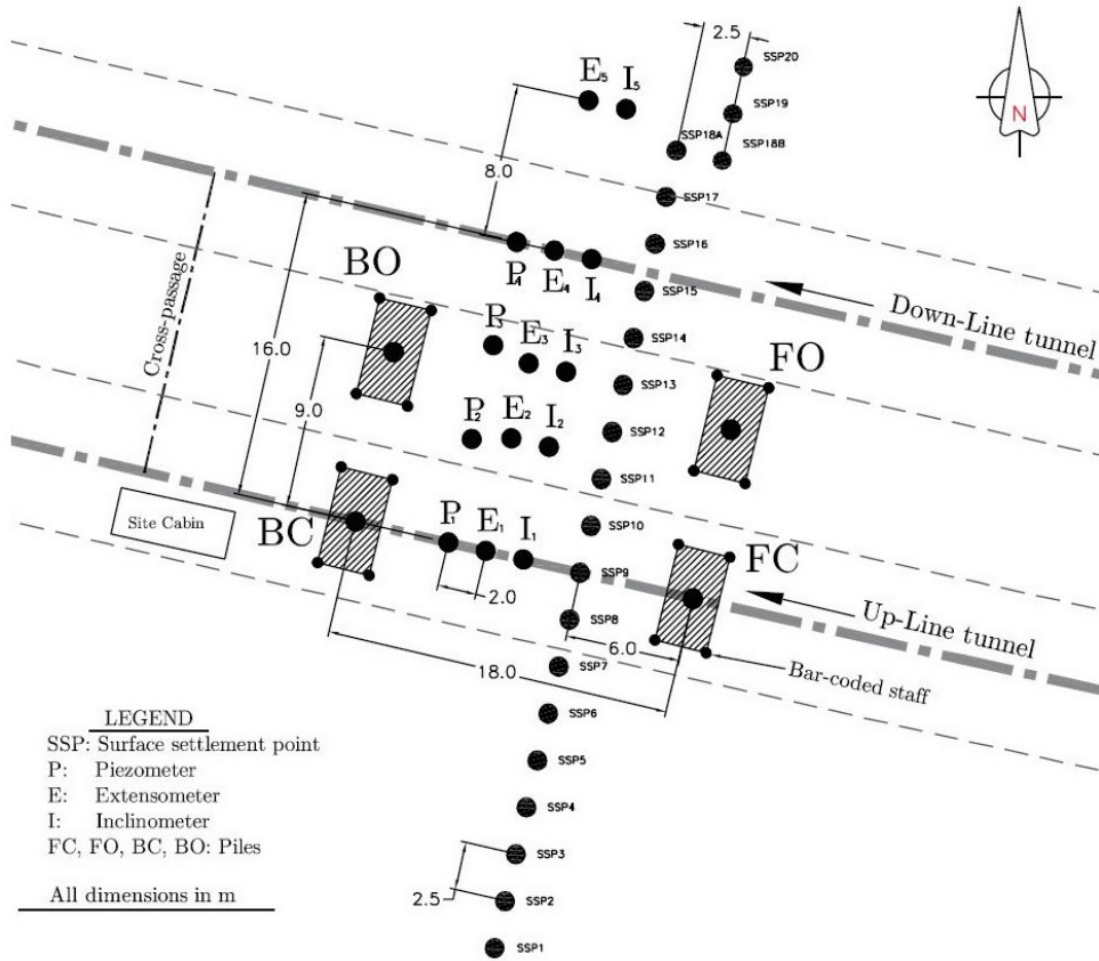 2.5
SSP20
E5
I5
SSP19
N
SSP18A
SSP18B
8.0
SSP17
SSP16
BO
P4
E4
I4
SSP15
Cross-passage
16.0
P3
E3
I3
SSP14
FO
Down-Line tunnel
SSP13
9.0
P2
E2
I2
SSP12
SSP11
Site Cabin
BC
P1
E1
I1
SSP10
FC
SSP9
2.0
SSP8
6.0
Up-Line tunnel
18.0
SSP7
Bar-coded staff
SSP6
SSP5
SSP4
SSP3
2.5
SSP2
SSP1
LEGEND
SSP: Surface settlement point
P: Piezometer
E: Extensometer
I: Inclinometer
FC, FO, BC, BO: Piles
All dimensions in m